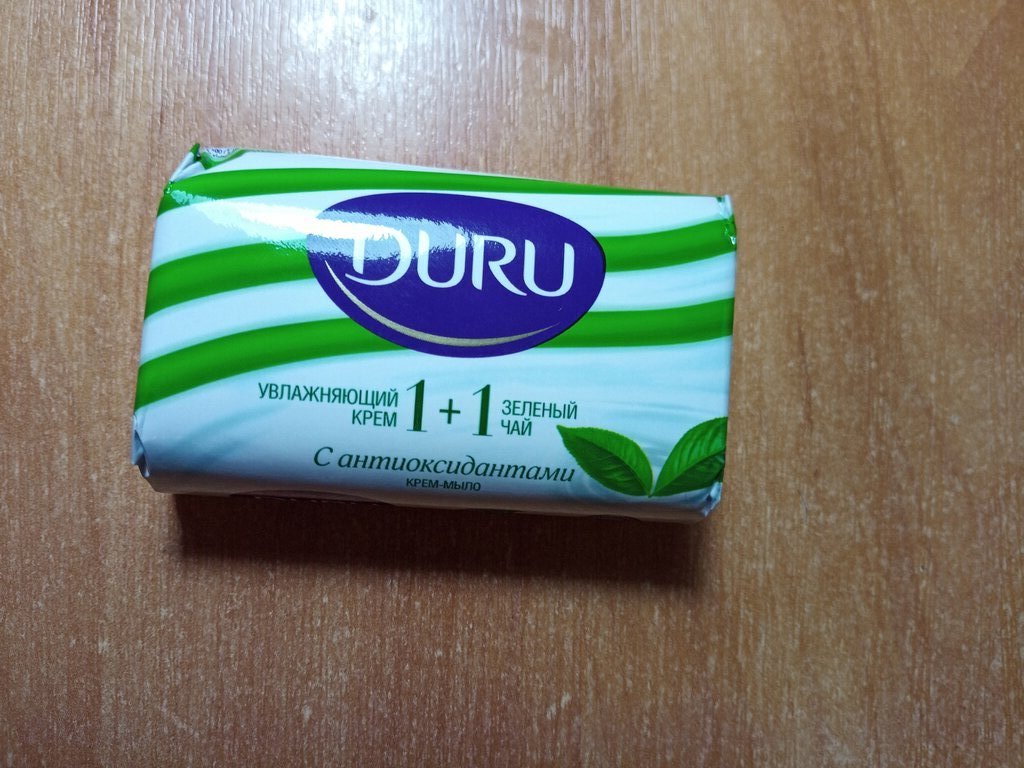 DURU
УВЛАЖНЯЮЩИЙ 1+1 ЗЕЛЕНЫЙ
КРЕМ ЧАЙ
С антиоксидантами
КРЕМ-МЫЛО